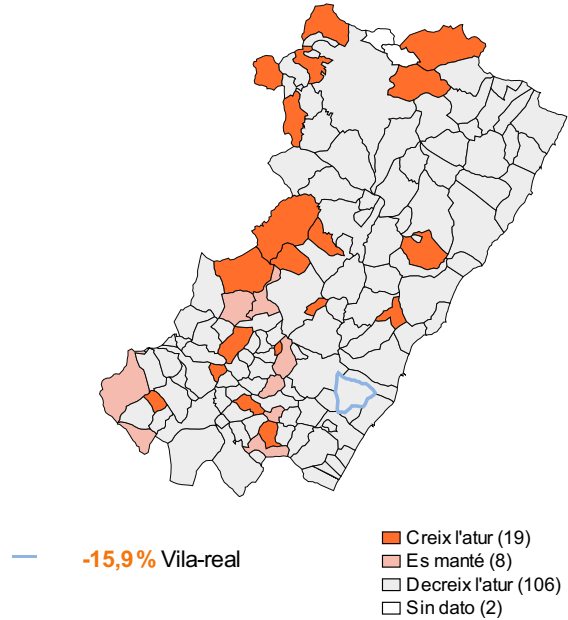 -15,9 % Vila-real
Creix l'atur (19)
Es manté (8)
Decreix l'atur (106)
Sin dato (2)